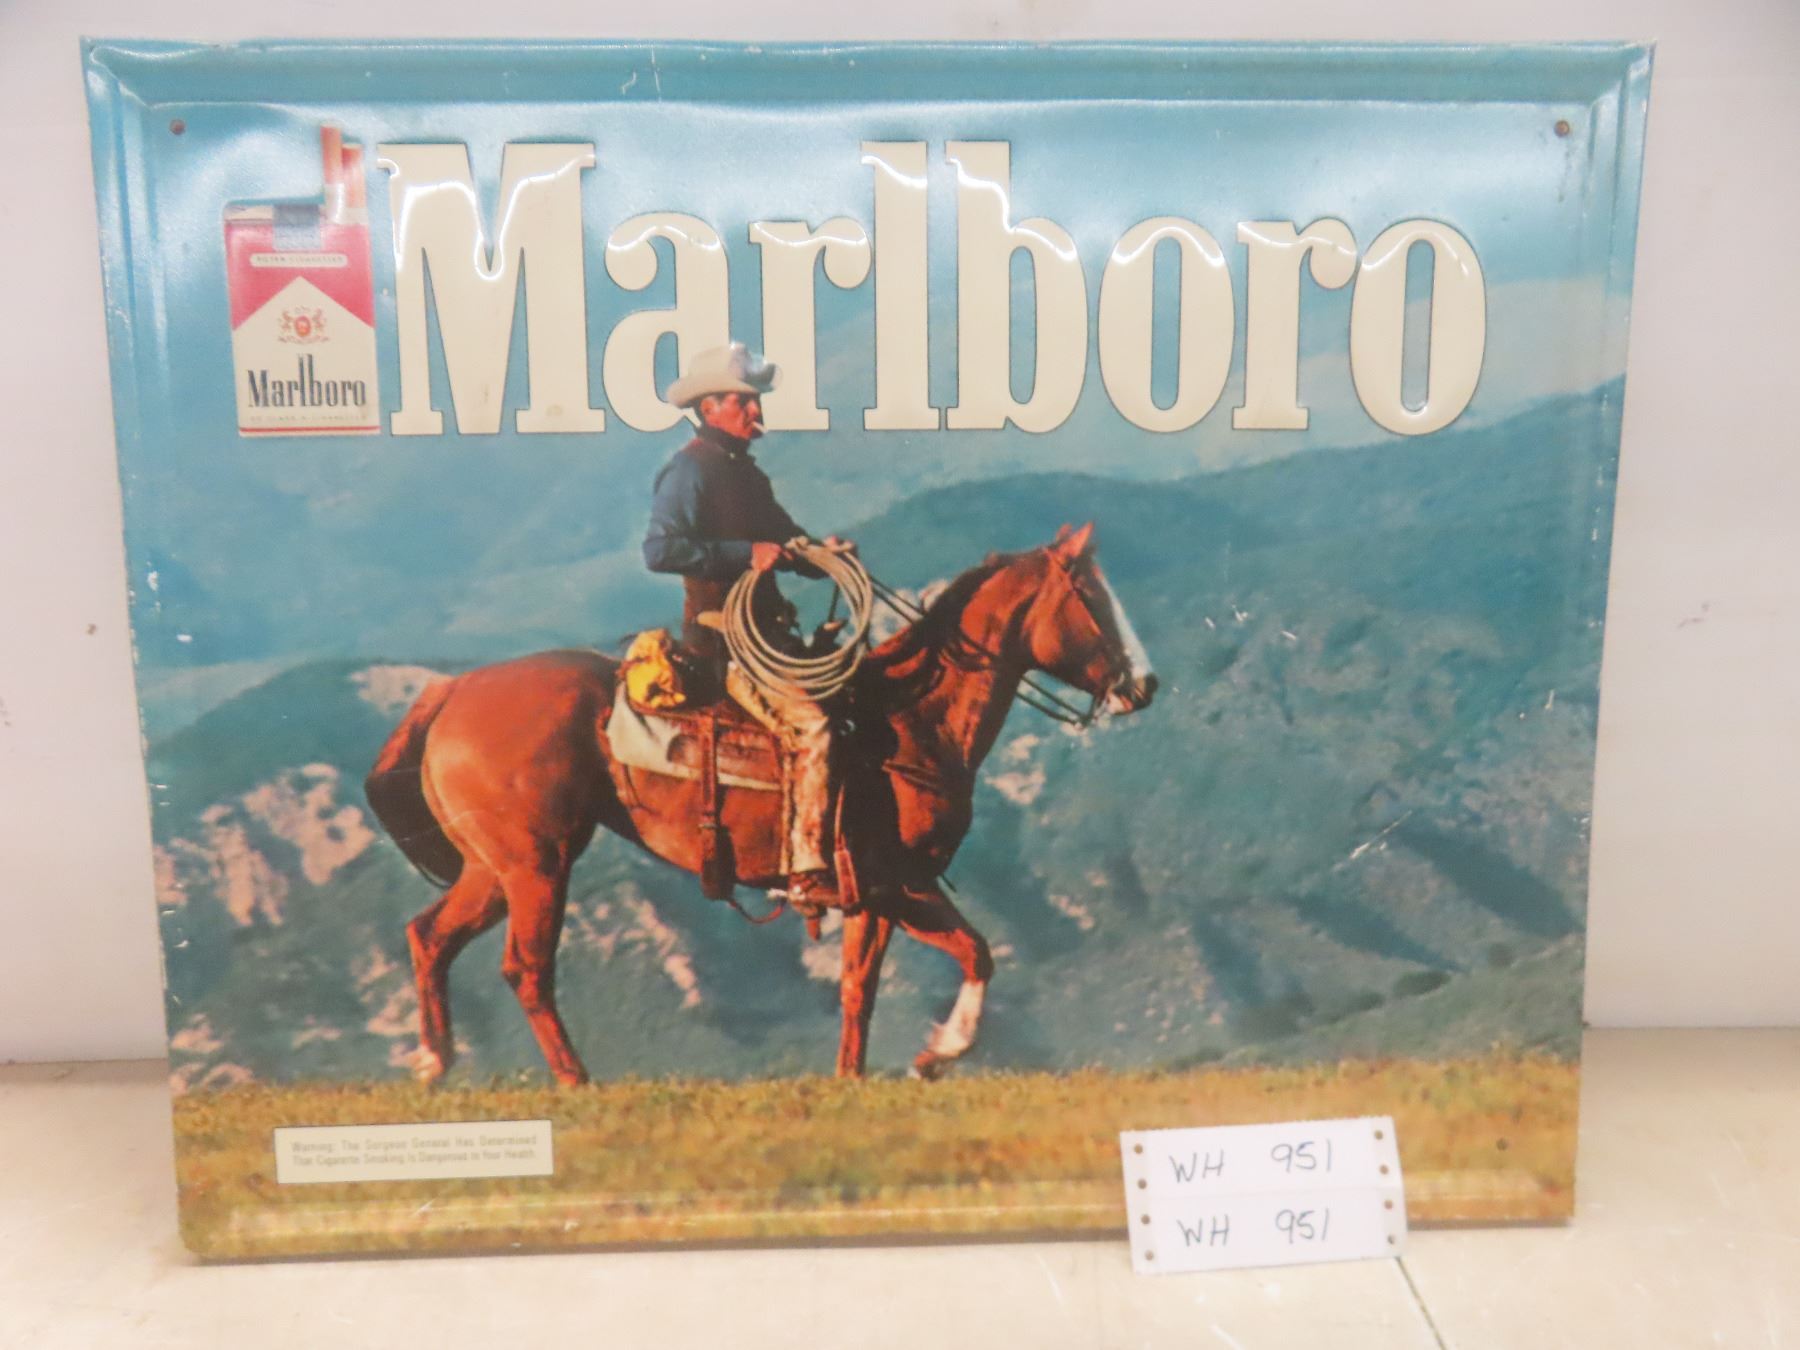 Marlboro
FILTER CIGARETTES
Marlboro
Warning: The Surgeon General Has Determined
That Cigarette Smoking Is Dangerous to Your Health.
WH 951
WH 951